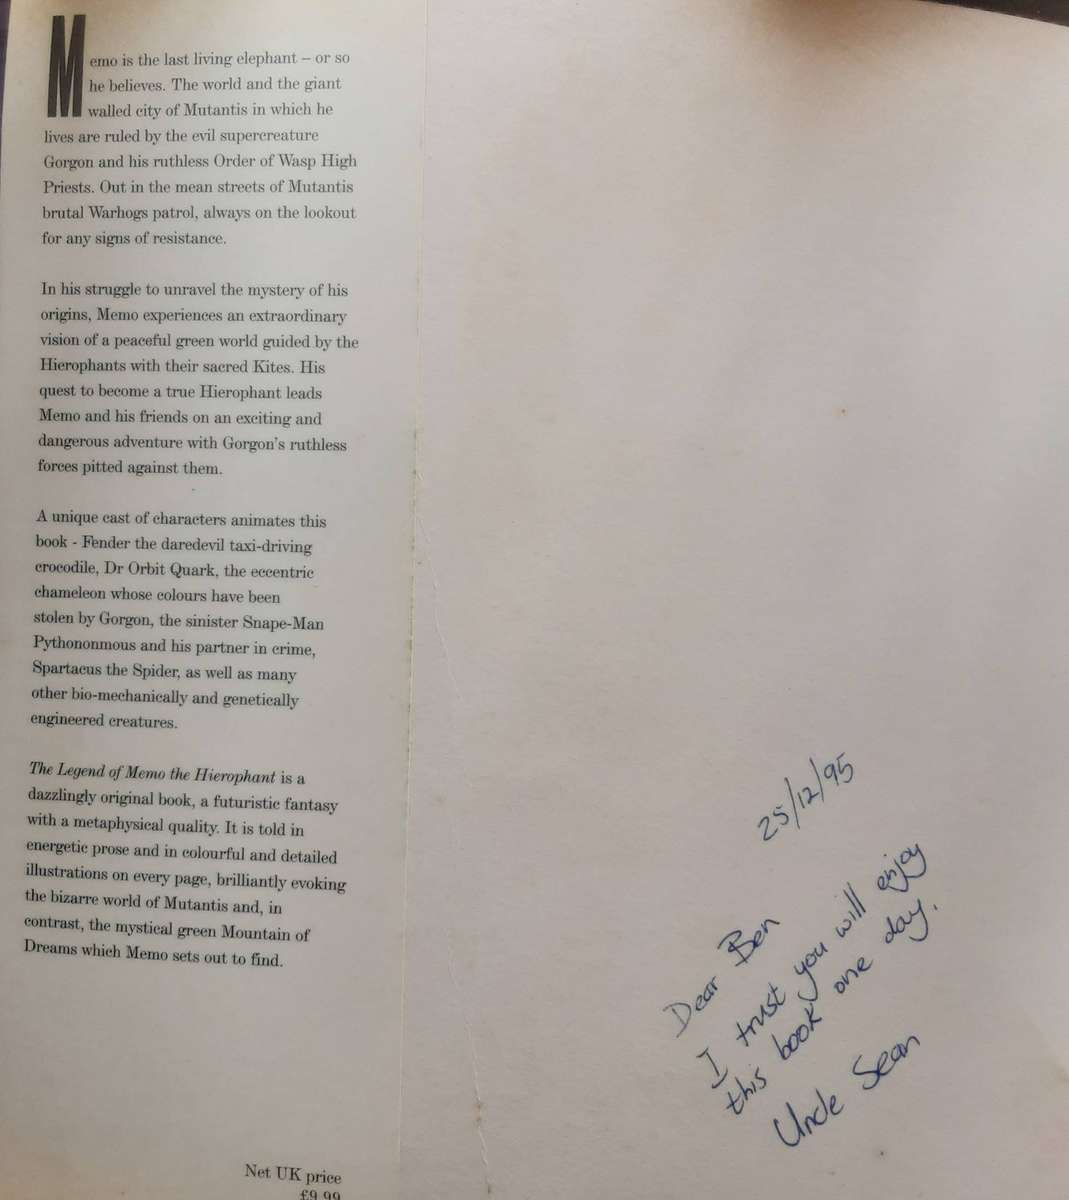 Memo is the last living elephant – or so
he believes. The world and the giant
walled city of Mutantis in which he
lives are ruled by the evil supercreature
Gorgon and his ruthless Order of Wasp High
Priests. Out in the mean streets of Mutantis
brutal Warhogs patrol, always on the lookout
for any signs of resistance.
In his struggle to unravel the mystery of his
origins, Memo experiences an extraordinary
vision of a peaceful green world guided by the
Hierophants with their sacred Kites. His
quest to become a true Hierophant leads
Memo and his friends on an exciting and
dangerous adventure with Gorgon's ruthless
forces pitted against them.
A unique cast of characters animates this
book - Fender the daredevil taxi-driving
crocodile, Dr Orbit Quark, the eccentric
chameleon whose colours have been
stolen by Gorgon, the sinister Snape-Man
Pythononmous and his partner in crime,
Spartacus the Spider, as well as many
other bio-mechanically and genetically
engineered creatures.
The Legend of Memo the Hierophant is a
dazzlingly original book, a futuristic fantasy
with a metaphysical quality. It is told in
energetic prose and in colourful and detailed
illustrations on every page, brilliantly evoking
the bizarre world of Mutantis and, in
contrast, the mystical green Mountain of
Dreams which Memo sets out to find.
Net UK price
£9.99
25/12/95
Dear Ben
I trust you will enjoy
this book one day.
Uncle Sean